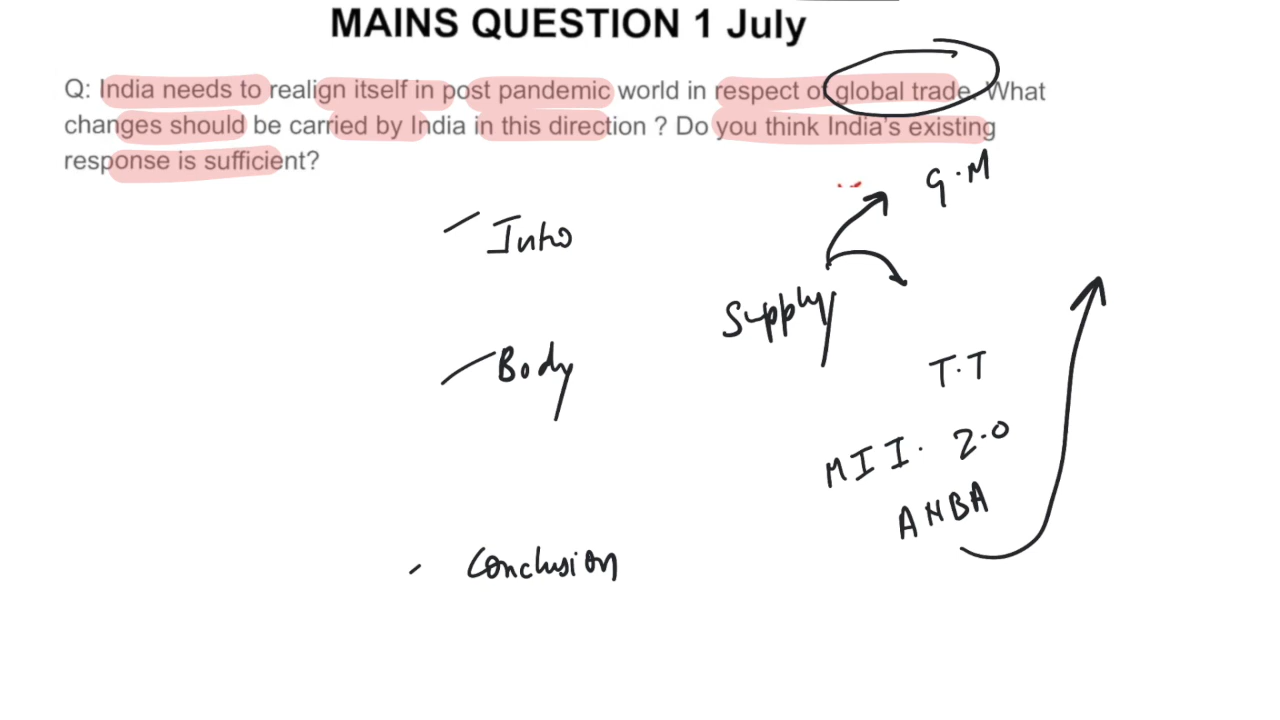 MAINS QUESTION 1 July
Q: India needs to realign itself in post pandemic world in respect of global trade. What
changes should be carried by India in this direction ? Do you think India's existing
response is sufficient?
G.M
Intro
Supply
Body
T.T
MII. 2.0
ANBA
Conclusion